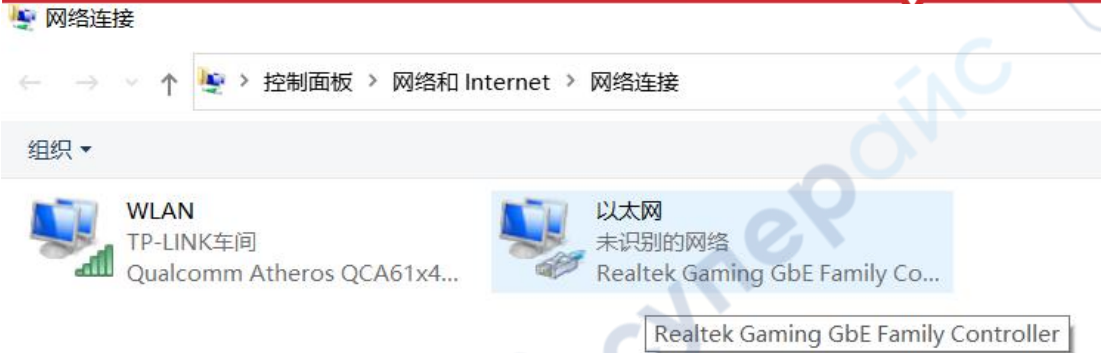 网络连接
控制面板 > 网络和 Internet > 网络连接
组织
WLAN
TP-LINK车间
Qualcomm Atheros QCA61x4...
以太网
未识别的网络
Realtek Gaming GbE Family Co...
Realtek Gaming GbE Family Controller
суперайс